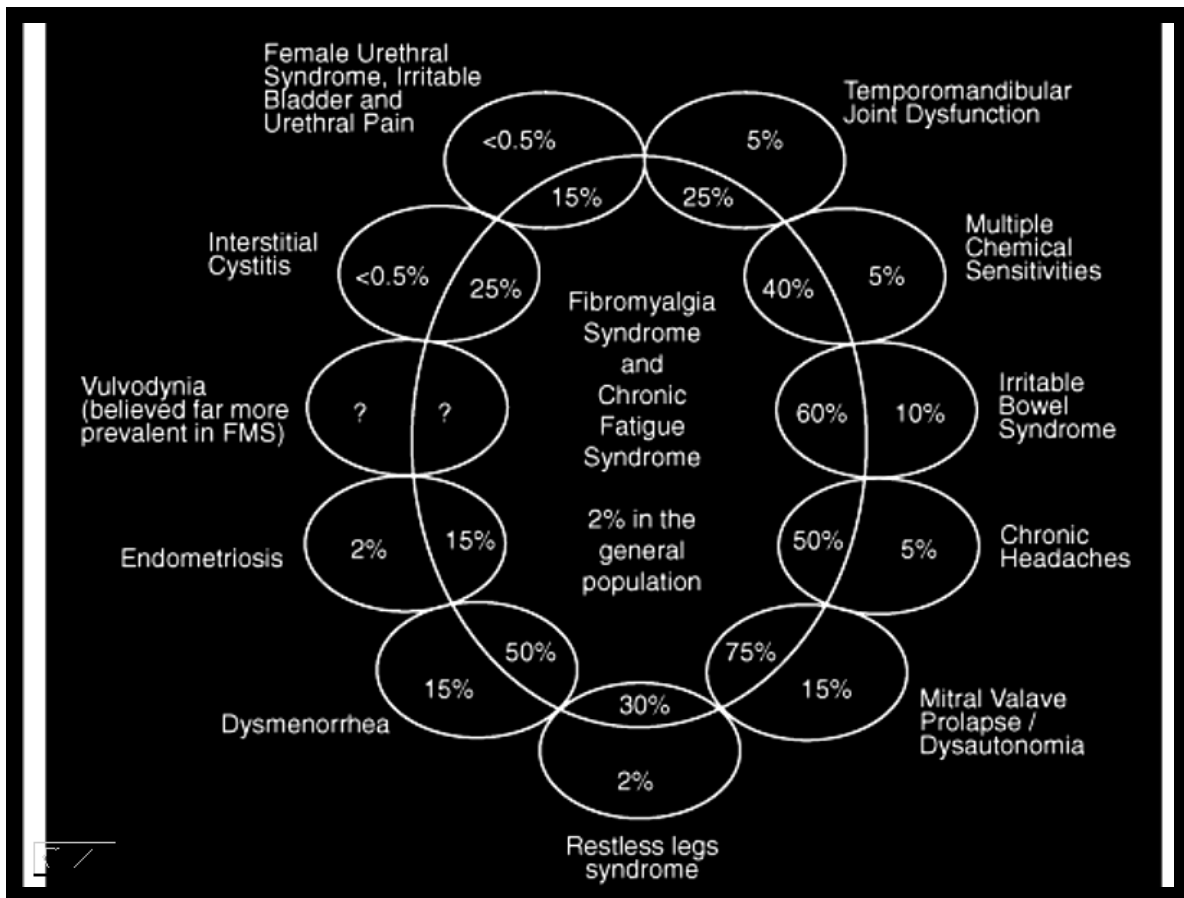 Female Urethral
Syndrome, Irritable
Bladder and
Urethral Pain
<0.5%
15%
Temporomandibular
Joint Dysfunction
5%
25%
Multiple
Chemical
Sensitivities
40%
5%
Irritable
Bowel
Syndrome
60%
10%
Chronic
Headaches
50%
5%
Mitral Valave
Prolapse /
Dysautonomia
75%
15%
Restless legs
syndrome
30%
2%
Dysmenorrhea
50%
15%
Endometriosis
2%
15%
Vulvodynia
(believed far more
prevalent in FMS)
?
?
Interstitial
Cystitis
<0.5%
25%
Fibromyalgia
Syndrome
and
Chronic
Fatigue
Syndrome
2% in the
general
population